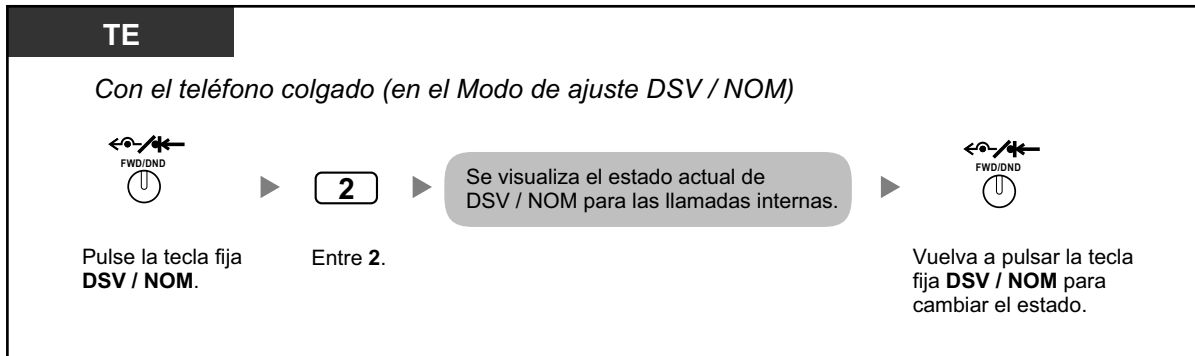 TE
Con el teléfono colgado (en el Modo de ajuste DSV / NOM)
FWD/DND
Pulse la tecla fija
DSV / NOM.
2
Entre 2.
Se visualiza el estado actual de
DSV / NOM para las llamadas internas.
FWD/DND
Vuelva a pulsar la tecla
fija DSV / NOM para
cambiar el estado.